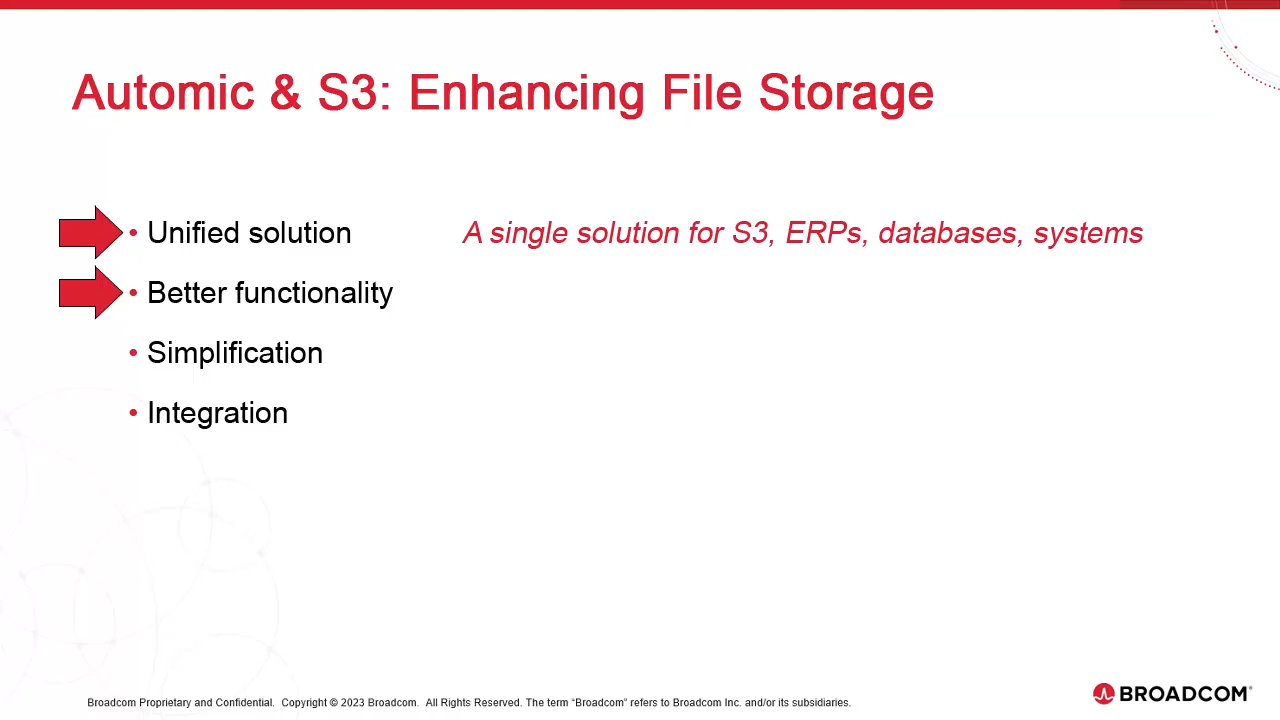 Automic & S3: Enhancing File Storage
• Unified solution A single solution for S3, ERPs, databases, systems
• Better functionality
• Simplification
• Integration
Broadcom Proprietary and Confidential. Copyright © 2023 Broadcom. All Rights Reserved. The term “Broadcom” refers to Broadcom Inc. and/or its subsidiaries.
BROADCOM®